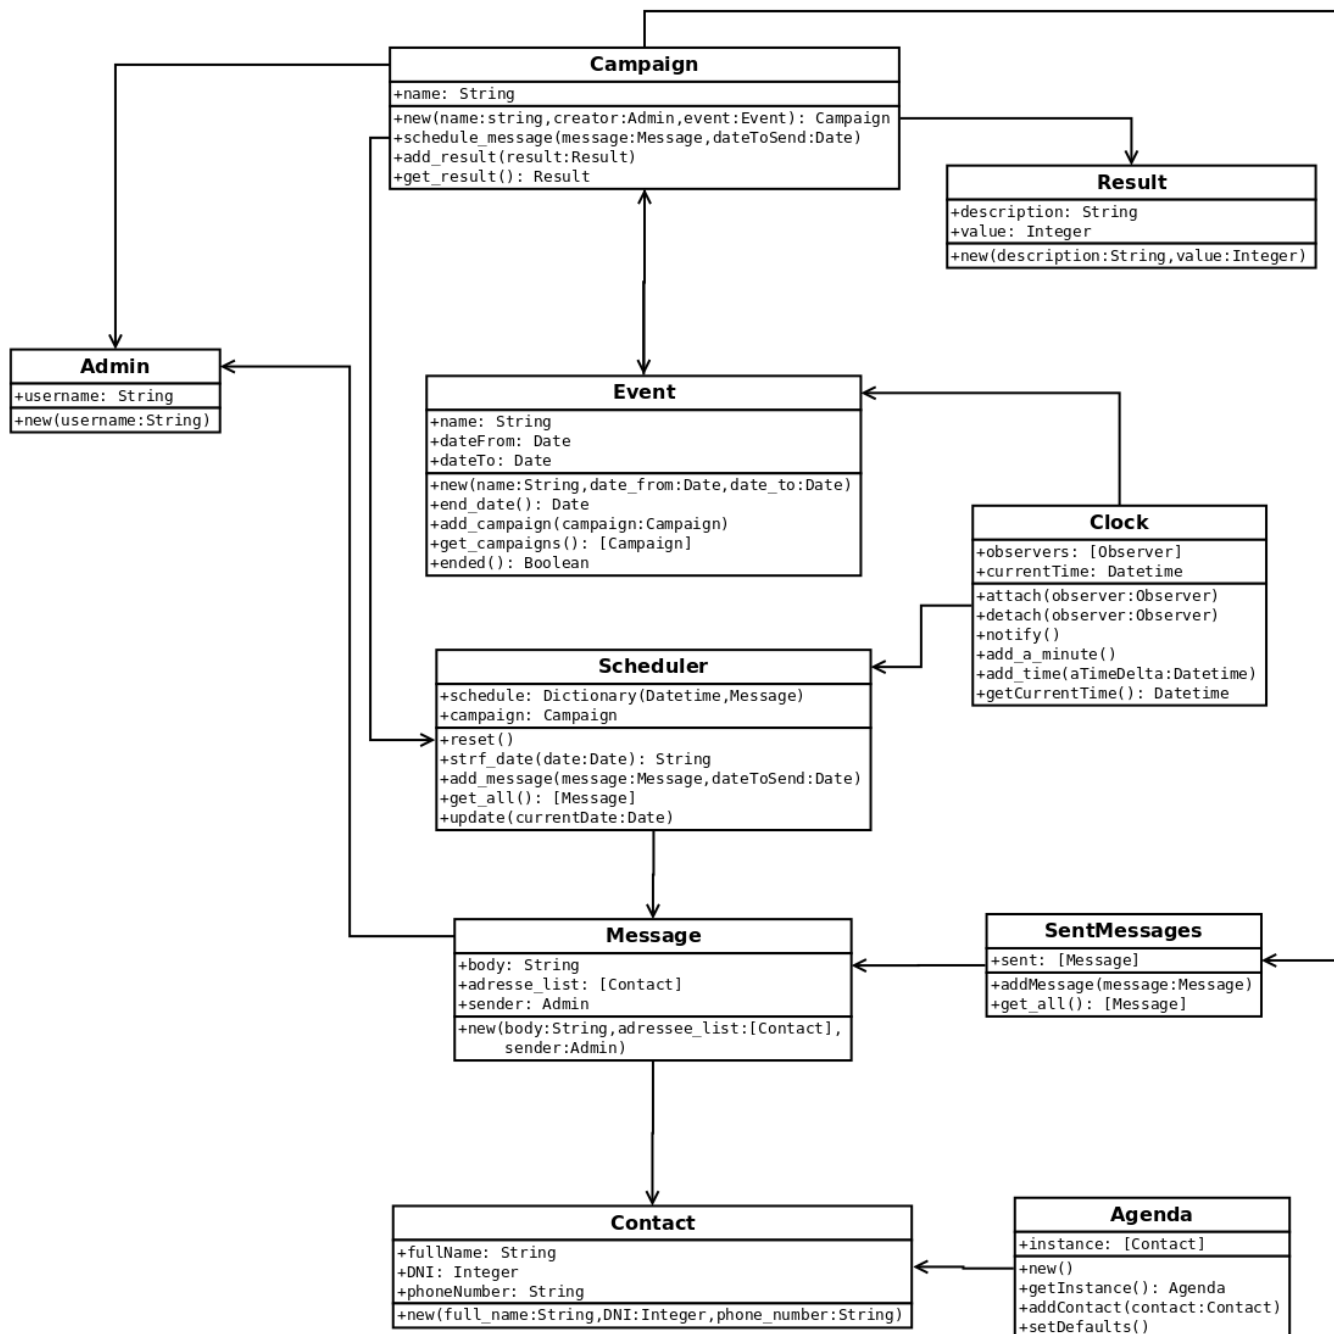 Campaign
+name: String
+new(name:string,creator:Admin,event:Event): Campaign
+schedule_message(message:Message,dateToSend:Date)
+add_result(result:Result)
+get_result(): Result
Result
+description: String
+value: Integer
+new(description:String,value:Integer)
Admin
+username: String
+new(username:String)
Event
+name: String
+dateFrom: Date
+dateTo: Date
+new(name:String,date_from:Date,date_to:Date)
+end_date(): Date
+add_campaign(campaign:Campaign)
+get_campaigns(): [Campaign]
+ended(): Boolean
Clock
+observers: [Observer]
+currentTime: Datetime
+attach(observer:Observer)
+detach(observer:Observer)
+notify()
+add_a_minute()
+add_time(aTimeDelta:Datetime)
+getCurrentTime(): Datetime
Scheduler
+schedule: Dictionary(Datetime,Message)
+campaign: Campaign
+reset()
+strf_date(date:Date): String
+add_message(message:Message,dateToSend:Date)
+get_all(): [Message]
+update(currentDate:Date)
Message
+body: String
+adresse_list: [Contact]
+sender: Admin
+new(body:String,adressee_list:[Contact],
sender:Admin)
SentMessages
+sent: [Message]
+addMessage(message:Message)
+get_all(): [Message]
Contact
+fullName: String
+DNI: Integer
+phoneNumber: String
+new(full_name:String,DNI:Integer,phone_number:String)
Agenda
+instance: [Contact]
+new()
+getInstance(): Agenda
+addContact(contact:Contact)
+setDefaults()